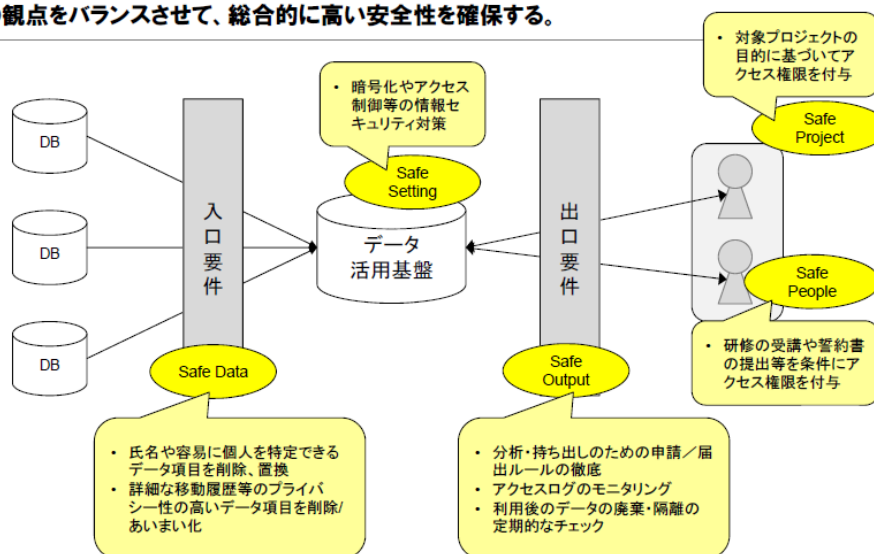 観点をバランスさせて、総合的に高い安全性を確保する。
• 対象プロジェクトの
目的に基づいてア
クセス権限を付与
Safe
Project
• 暗号化やアクセス
制御等の情報セ
キュリティ対策
Safe
Setting
DB
DB
DB
入
口
要
件
データ
活用基盤
出
口
要
件
Safe
People
• 研修の受講や誓約書
の提出等を条件にア
クセス権限を付与
Safe Data
Safe
Output
• 氏名や容易に個人を特定できる
データ項目を削除、置換
• 詳細な移動履歴等のプライバ
シー性の高いデータ項目を削除/
あいまい化
• 分析・持ち出しのための申請／届
出ルールの徹底
• アクセスログのモニタリング
• 利用後のデータの廃棄・隔離の
定期的なチェック